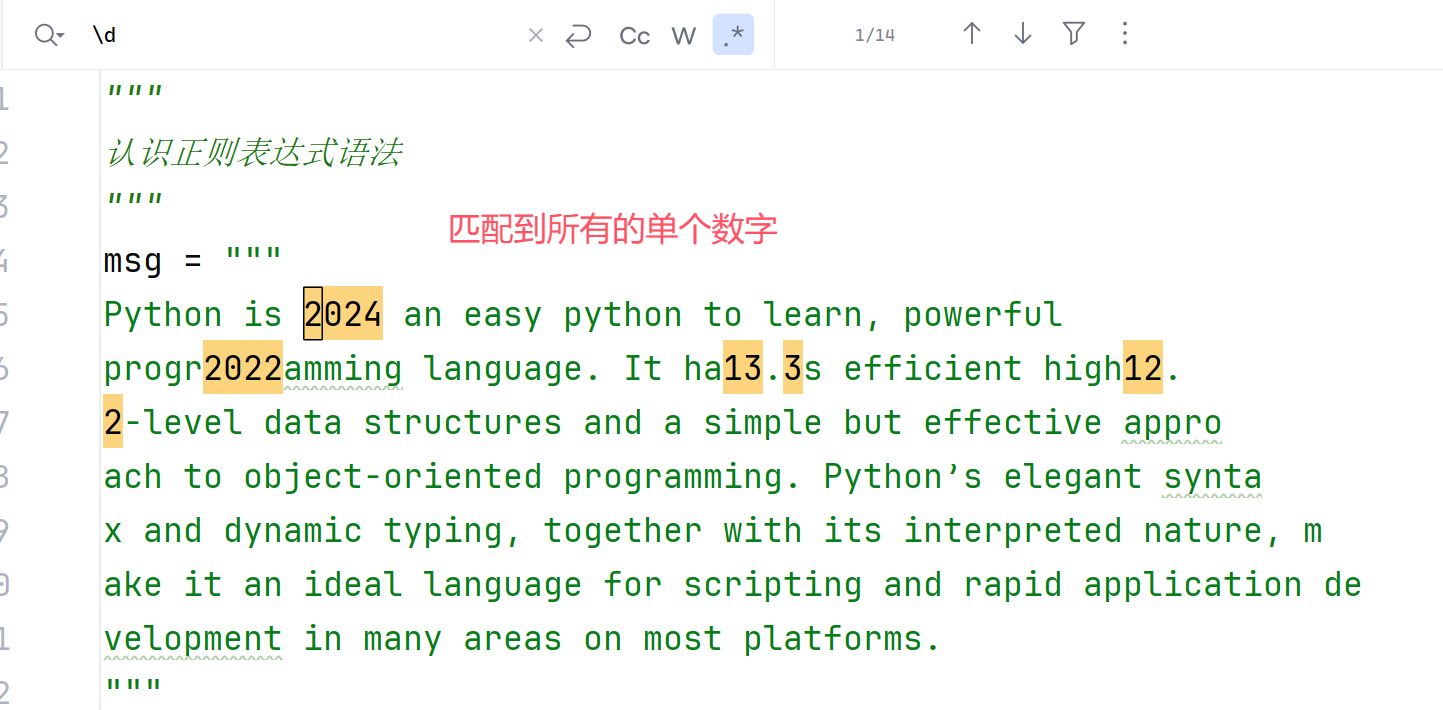 \d
Cc W .* 1/14
1 """
2 认识正则表达式语法
3 """
匹配到所有的单个数字
4 msg = """
5 Python is 2024 an easy python to learn, powerful
6 progr2022amming language. It ha13.3s efficient high12.
7 2-level data structures and a simple but effective appro
8 ach to object-oriented programming. Python’s elegant synta
9 x and dynamic typing, together with its interpreted nature, m
0 ake it an ideal language for scripting and rapid application de
1 velopment in many areas on most platforms.
2 """